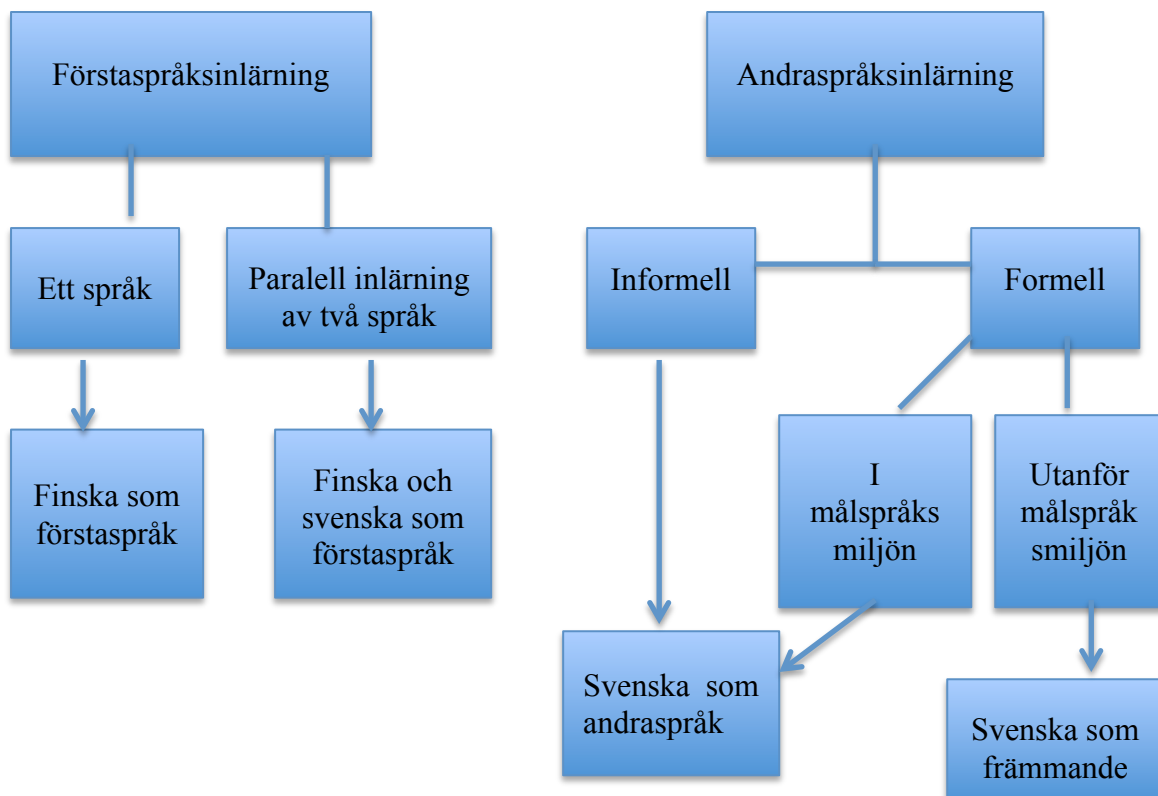 Förstaspråksinlärning
Andraspråksinlärning
Ett språk
Paralell inlärning
av två språk
Informell
Formell
Finska som
förstaspråk
Finska och
svenska som
förstaspråk
I
målspråks
miljön
Utanför
målspråk
smiljön
Svenska som
andraspråk
Svenska som
främmande